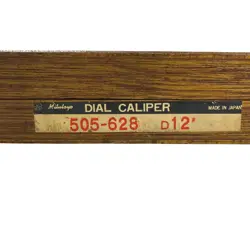 Mitutoyo DIAL CALIPER MADE IN JAPAN
505-628 D12"